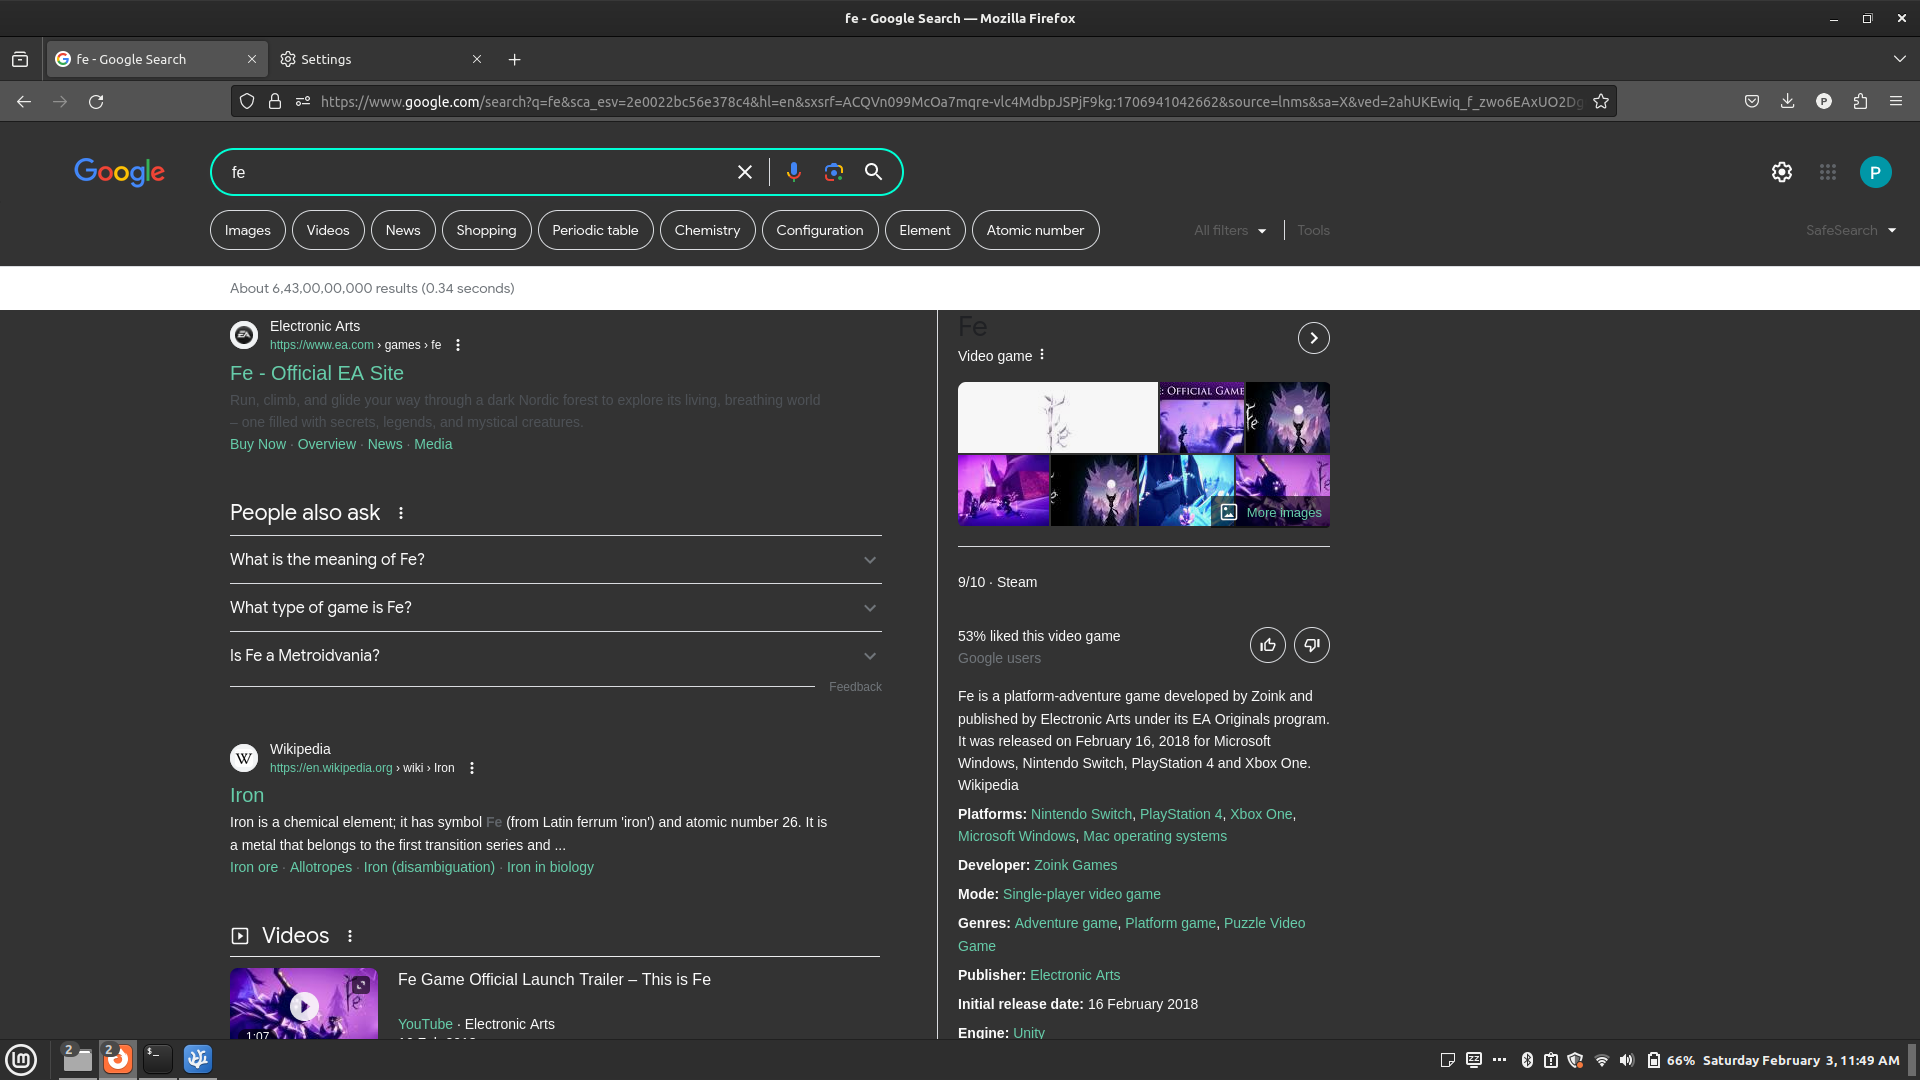 fe - Google Search — Mozilla Firefox
fe - Google Search
Settings
https://www.google.com/search?q=fe&sca_esv=2e0022bc56e378c4&hl=en&sxsrf=ACQVn099McOa7mqre-vlc4MdbpJSPjF9kg:1706941042662&source=lnms&sa=X&ved=2ahUKEwiq_f_zwo6EAxUO2Dg
P
Google
fe
P
Images
Videos
News
Shopping
Periodic table
Chemistry
Configuration
Element
Atomic number
All filters
Tools
SafeSearch
About 6,43,00,00,000 results (0.34 seconds)
Electronic Arts
https://www.ea.com › games › fe
Fe - Official EA Site
Run, climb, and glide your way through a dark Nordic forest to explore its living, breathing world
– one filled with secrets, legends, and mystical creatures.
Buy Now · Overview · News · Media
People also ask
What is the meaning of Fe?
What type of game is Fe?
Is Fe a Metroidvania?
Feedback
W
Wikipedia
https://en.wikipedia.org › wiki › Iron
Iron
Iron is a chemical element; it has symbol Fe (from Latin ferrum 'iron') and atomic number 26. It is
a metal that belongs to the first transition series and ...
Iron ore · Allotropes · Iron (disambiguation) · Iron in biology
Videos
1:07
Fe Game Official Launch Trailer – This is Fe
YouTube · Electronic Arts
Fe
Video game
: OFFICIAL GAME
More images
9/10 · Steam
53% liked this video game
Google users
Fe is a platform-adventure game developed by Zoink and
published by Electronic Arts under its EA Originals program.
It was released on February 16, 2018 for Microsoft
Windows, Nintendo Switch, PlayStation 4 and Xbox One.
Wikipedia
Platforms: Nintendo Switch, PlayStation 4, Xbox One,
Microsoft Windows, Mac operating systems
Developer: Zoink Games
Mode: Single-player video game
Genres: Adventure game, Platform game, Puzzle Video
Game
Publisher: Electronic Arts
Initial release date: 16 February 2018
Engine: Unity
2
2
66%
Saturday February 3, 11:49 AM